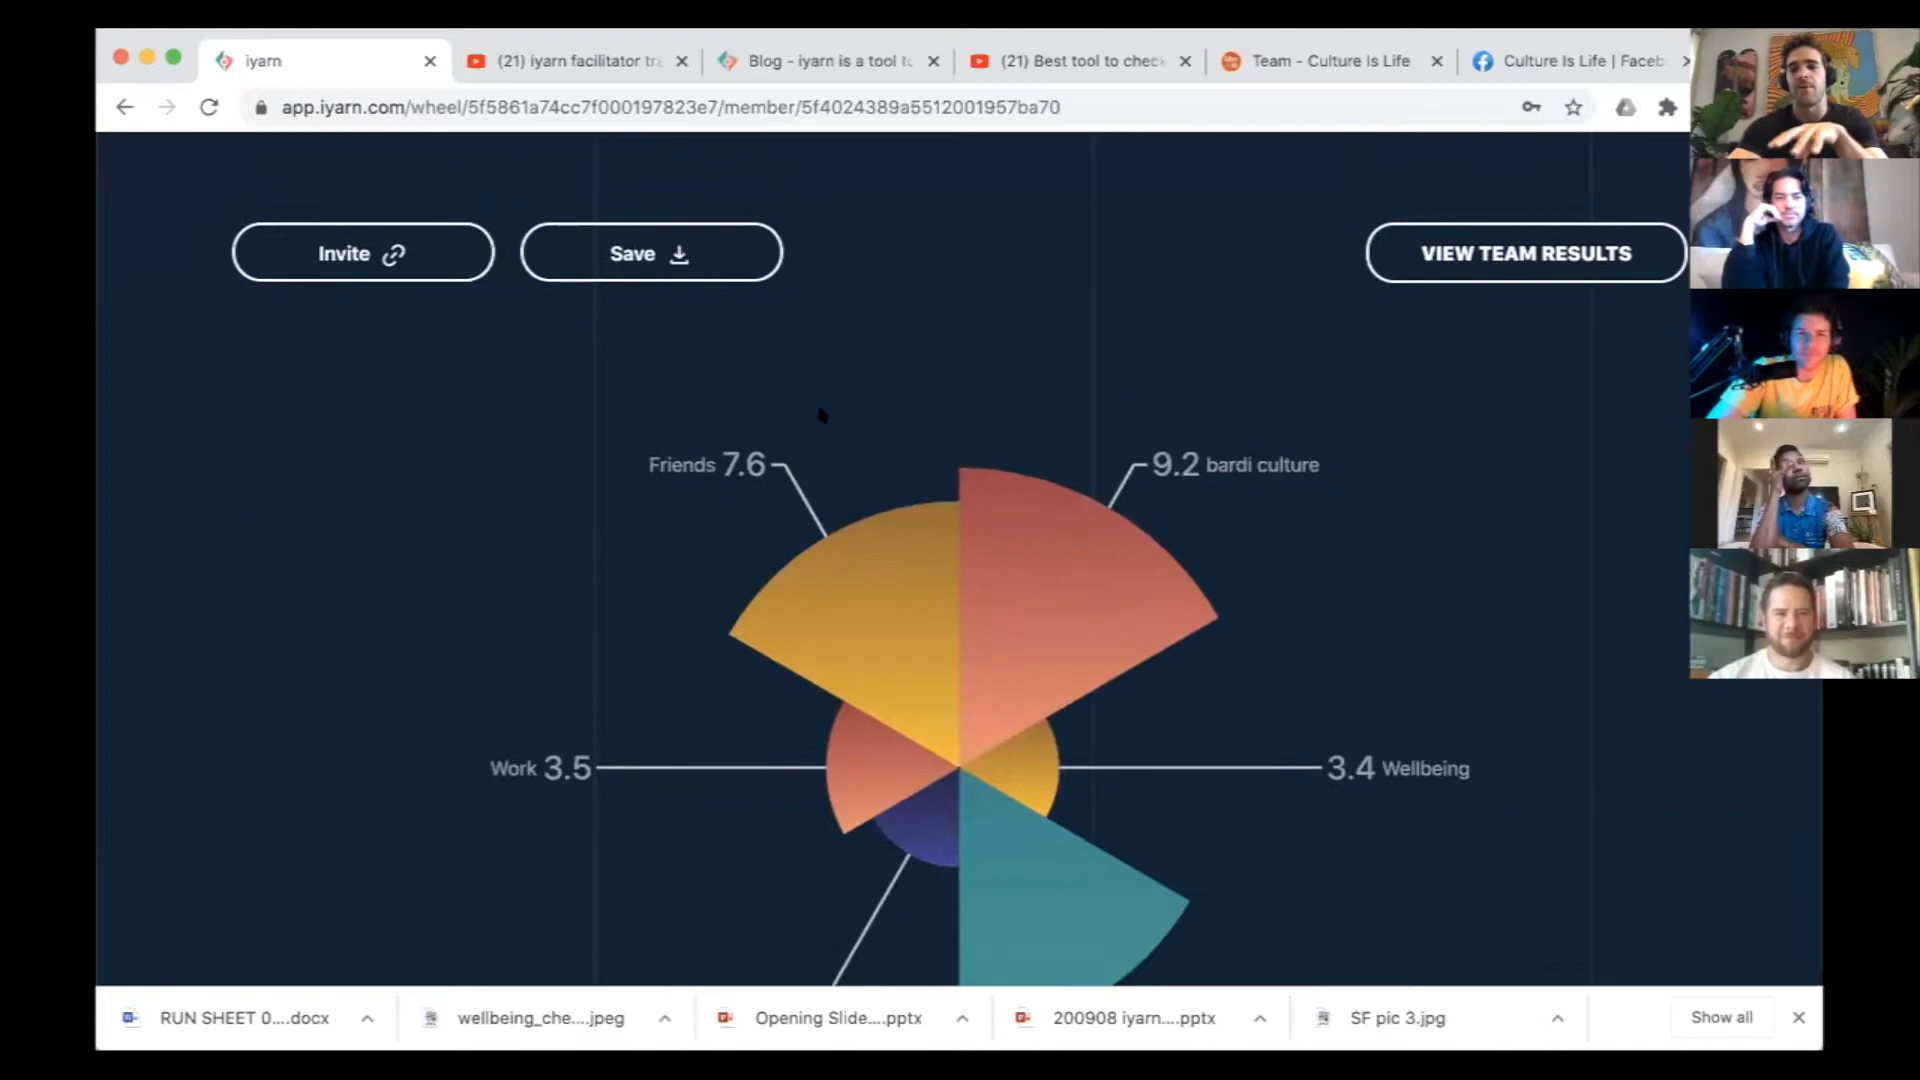 iyarn
(21) iyarn facilitator tra
Blog - iyarn is a tool to
(21) Best tool to check
Team - Culture Is Life
Culture Is Life | Faceb
app.iyarn.com/wheel/5f5861a74cc7f000197823e7/member/5f4024389a5512001957ba70
Invite
Save
VIEW TEAM RESULTS
Friends 7.6
9.2 bardi culture
Work 3.5
3.4 Wellbeing
RUN SHEET 0....docx
wellbeing_che....jpeg
Opening Slide....pptx
200908 iyarn....pptx
SF pic 3.jpg
Show all